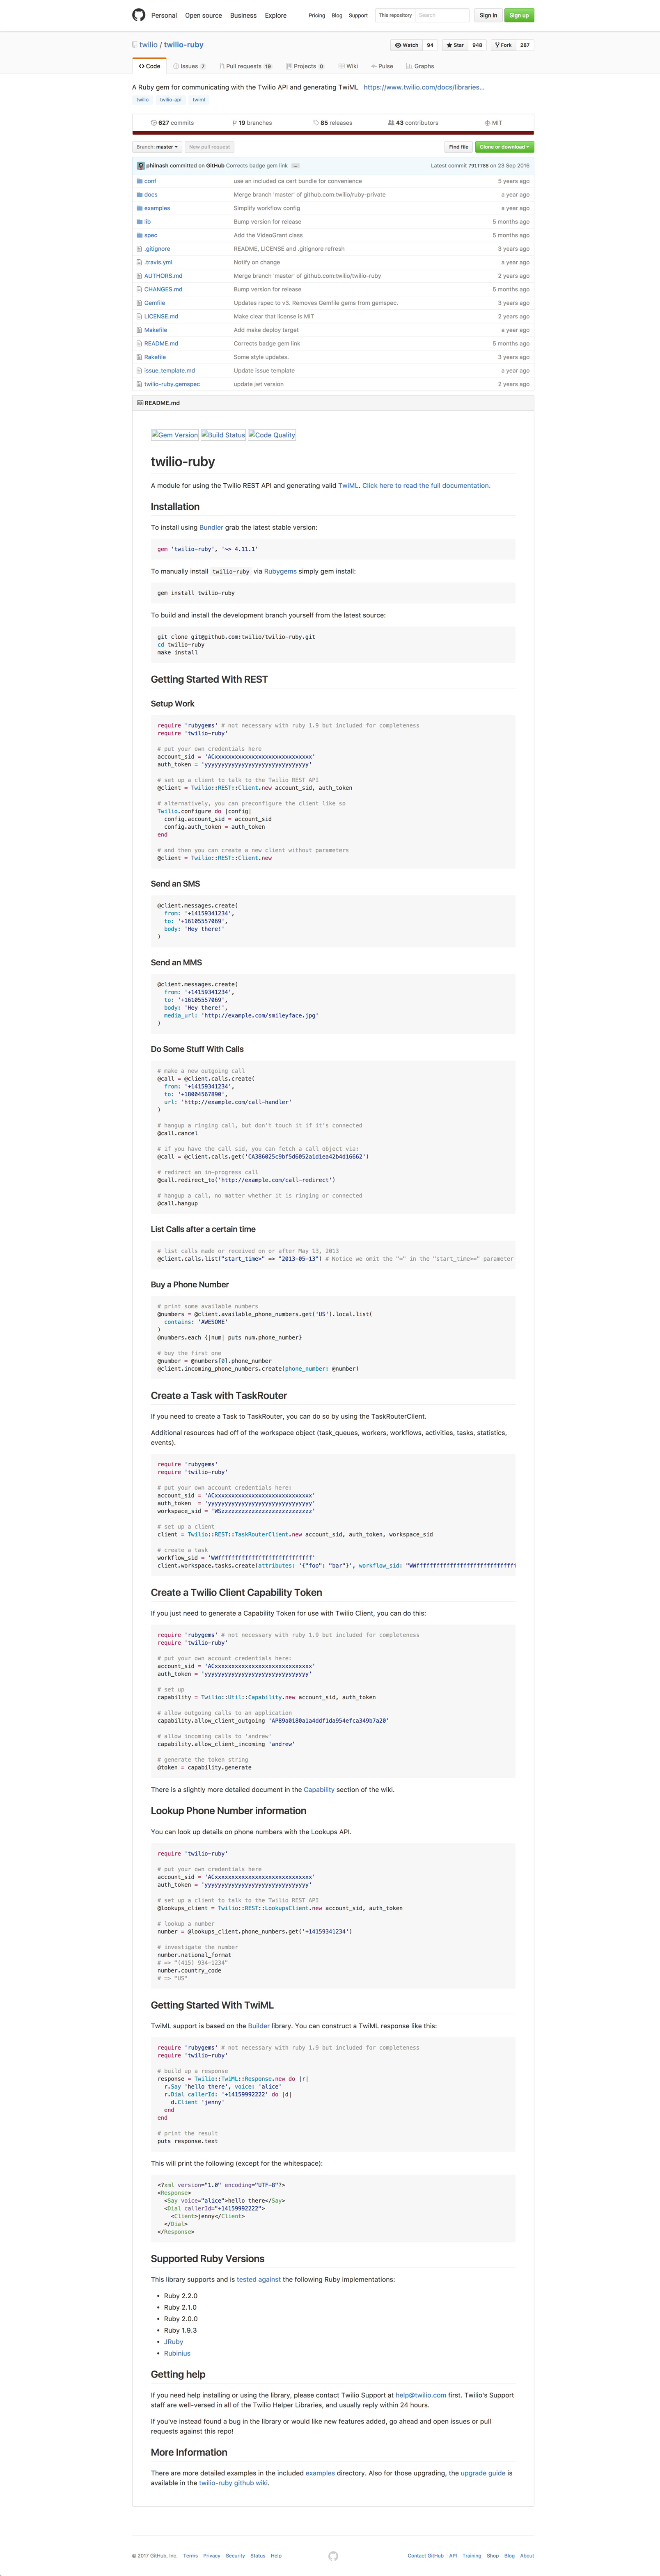 Personal Open source Business Explore Pricing Blog Support This repository Search Sign in Sign up
twilio / twilio-ruby Watch 94 Star 948 Fork 287
Code Issues 7 Pull requests 19 Projects 0 Wiki Pulse Graphs
A Ruby gem for communicating with the Twilio API and generating TwiML https://www.twilio.com/docs/libraries…
twilio twilio-api twiml
627 commits 19 branches 85 releases 43 contributors MIT
Branch: master New pull request Find file Clone or download
philnash committed on GitHub Corrects badge gem link … Latest commit 791f788 on 23 Sep 2016
conf use an included ca cert bundle for convenience 5 years ago
docs Merge branch 'master' of github.com:twilio/ruby-private a year ago
examples Simplify workflow config a year ago
lib Bump version for release 5 months ago
spec Add the VideoGrant class 5 months ago
.gitignore README, LICENSE and .gitignore refresh 3 years ago
.travis.yml Notify on change a year ago
AUTHORS.md Merge branch 'master' of github.com:twilio/twilio-ruby 2 years ago
CHANGES.md Bump version for release 5 months ago
Gemfile Updates rspec to v3. Removes Gemfile gems from gemspec. 3 years ago
LICENSE.md Make clear that license is MIT 2 years ago
Makefile Add make deploy target a year ago
README.md Corrects badge gem link 5 months ago
Rakefile Some style updates. 3 years ago
issue_template.md Update issue template a year ago
twilio-ruby.gemspec update jwt version 2 years ago
README.md
Gem Version Build Status Code Quality
twilio-ruby
A module for using the Twilio REST API and generating valid TwiML. Click here to read the full documentation.
Installation
To install using Bundler grab the latest stable version:
gem 'twilio-ruby', '~> 4.11.1'
To manually install twilio-ruby via Rubygems simply gem install:
gem install twilio-ruby
To build and install the development branch yourself from the latest source:
git clone git@github.com:twilio/twilio-ruby.git
cd twilio-ruby
make install
Getting Started With REST
Setup Work
require 'rubygems' # not necessary with ruby 1.9 but included for completeness
require 'twilio-ruby'
# put your own credentials here
account_sid = 'ACxxxxxxxxxxxxxxxxxxxxxxxxxxxxx'
auth_token = 'yyyyyyyyyyyyyyyyyyyyyyyyyyyyyyy'
# set up a client to talk to the Twilio REST API
@client = Twilio::REST::Client.new account_sid, auth_token
# alternatively, you can preconfigure the client like so
Twilio.configure do |config|
config.account_sid = account_sid
config.auth_token = auth_token
end
# and then you can create a new client without parameters
@client = Twilio::REST::Client.new
Send an SMS
@client.messages.create(
from: '+14159341234',
to: '+16105557069',
body: 'Hey there!'
)
Send an MMS
@client.messages.create(
from: '+14159341234',
to: '+16105557069',
body: 'Hey there!',
media_url: 'http://example.com/smileyface.jpg'
)
Do Some Stuff With Calls
# make a new outgoing call
@call = @client.calls.create(
from: '+14159341234',
to: '+18004567890',
url: 'http://example.com/call-handler'
)
# hangup a ringing call, but don't touch it if it's connected
@call.cancel
# if you have the call sid, you can fetch a call object via:
@call = @client.calls.get('CA386025c9bf5d6052a1d1ea42b4d16662')
# redirect an in-progress call
@call.redirect_to('http://example.com/call-redirect')
# hangup a call, no matter whether it is ringing or connected
@call.hangup
List Calls after a certain time
# list calls made or received on or after May 13, 2013
@client.calls.list("start_time>" => "2013-05-13") # Notice we omit the "=" in the "start_time>=" parameter
Buy a Phone Number
# print some available numbers
@numbers = @client.available_phone_numbers.get('US').local.list(
contains: 'AWESOME'
)
@numbers.each {|num| puts num.phone_number}
# buy the first one
@number = @numbers[0].phone_number
@client.incoming_phone_numbers.create(phone_number: @number)
Create a Task with TaskRouter
If you need to create a Task to TaskRouter, you can do so by using the TaskRouterClient.
Additional resources had off of the workspace object (task_queues, workers, workflows, activities, tasks, statistics,
events).
require 'rubygems'
require 'twilio-ruby'
# put your own account credentials here:
account_sid = 'ACxxxxxxxxxxxxxxxxxxxxxxxxxxxxx'
auth_token = 'yyyyyyyyyyyyyyyyyyyyyyyyyyyyyyy'
workspace_sid = 'WSzzzzzzzzzzzzzzzzzzzzzzzzzzz'
# set up a client
client = Twilio::REST::TaskRouterClient.new account_sid, auth_token, workspace_sid
# create a task
workflow_sid = 'WWffffffffffffffffffffffffffff'
client.workspace.tasks.create(attributes: '{"foo": "bar"}', workflow_sid: "WWfffffffffffffffffffffffffffff
Create a Twilio Client Capability Token
If you just need to generate a Capability Token for use with Twilio Client, you can do this:
require 'rubygems' # not necessary with ruby 1.9 but included for completeness
require 'twilio-ruby'
# put your own account credentials here:
account_sid = 'ACxxxxxxxxxxxxxxxxxxxxxxxxxxxxx'
auth_token = 'yyyyyyyyyyyyyyyyyyyyyyyyyyyyyyy'
# set up
capability = Twilio::Util::Capability.new account_sid, auth_token
# allow outgoing calls to an application
capability.allow_client_outgoing 'AP89a0180a1a4ddf1da954efca349b7a20'
# allow incoming calls to 'andrew'
capability.allow_client_incoming 'andrew'
# generate the token string
@token = capability.generate
There is a slightly more detailed document in the Capability section of the wiki.
Lookup Phone Number information
You can look up details on phone numbers with the Lookups API.
require 'twilio-ruby'
# put your own credentials here
account_sid = 'ACxxxxxxxxxxxxxxxxxxxxxxxxxxxxx'
auth_token = 'yyyyyyyyyyyyyyyyyyyyyyyyyyyyyyy'
# set up a client to talk to the Twilio REST API
@lookups_client = Twilio::REST::LookupsClient.new account_sid, auth_token
# lookup a number
number = @lookups_client.phone_numbers.get('+14159341234')
# investigate the number
number.national_format
# => "(415) 934-1234"
number.country_code
# => "US"
Getting Started With TwiML
TwiML support is based on the Builder library. You can construct a TwiML response like this:
require 'rubygems' # not necessary with ruby 1.9 but included for completeness
require 'twilio-ruby'
# build up a response
response = Twilio::TwiML::Response.new do |r|
r.Say 'hello there', voice: 'alice'
r.Dial callerId: '+14159992222' do |d|
d.Client 'jenny'
end
end
# print the result
puts response.text
This will print the following (except for the whitespace):
<?xml version="1.0" encoding="UTF-8"?>
<Response>
<Say voice="alice">hello there</Say>
<Dial callerId="+14159992222">
<Client>jenny</Client>
</Dial>
</Response>
Supported Ruby Versions
This library supports and is tested against the following Ruby implementations:
• Ruby 2.2.0
• Ruby 2.1.0
• Ruby 2.0.0
• Ruby 1.9.3
• JRuby
• Rubinius
Getting help
If you need help installing or using the library, please contact Twilio Support at help@twilio.com first. Twilio's Support
staff are well-versed in all of the Twilio Helper Libraries, and usually reply within 24 hours.
If you've instead found a bug in the library or would like new features added, go ahead and open issues or pull
requests against this repo!
More Information
There are more detailed examples in the included examples directory. Also for those upgrading, the upgrade guide is
available in the twilio-ruby github wiki.
© 2017 GitHub, Inc. Terms Privacy Security Status Help Contact GitHub API Training Shop Blog About